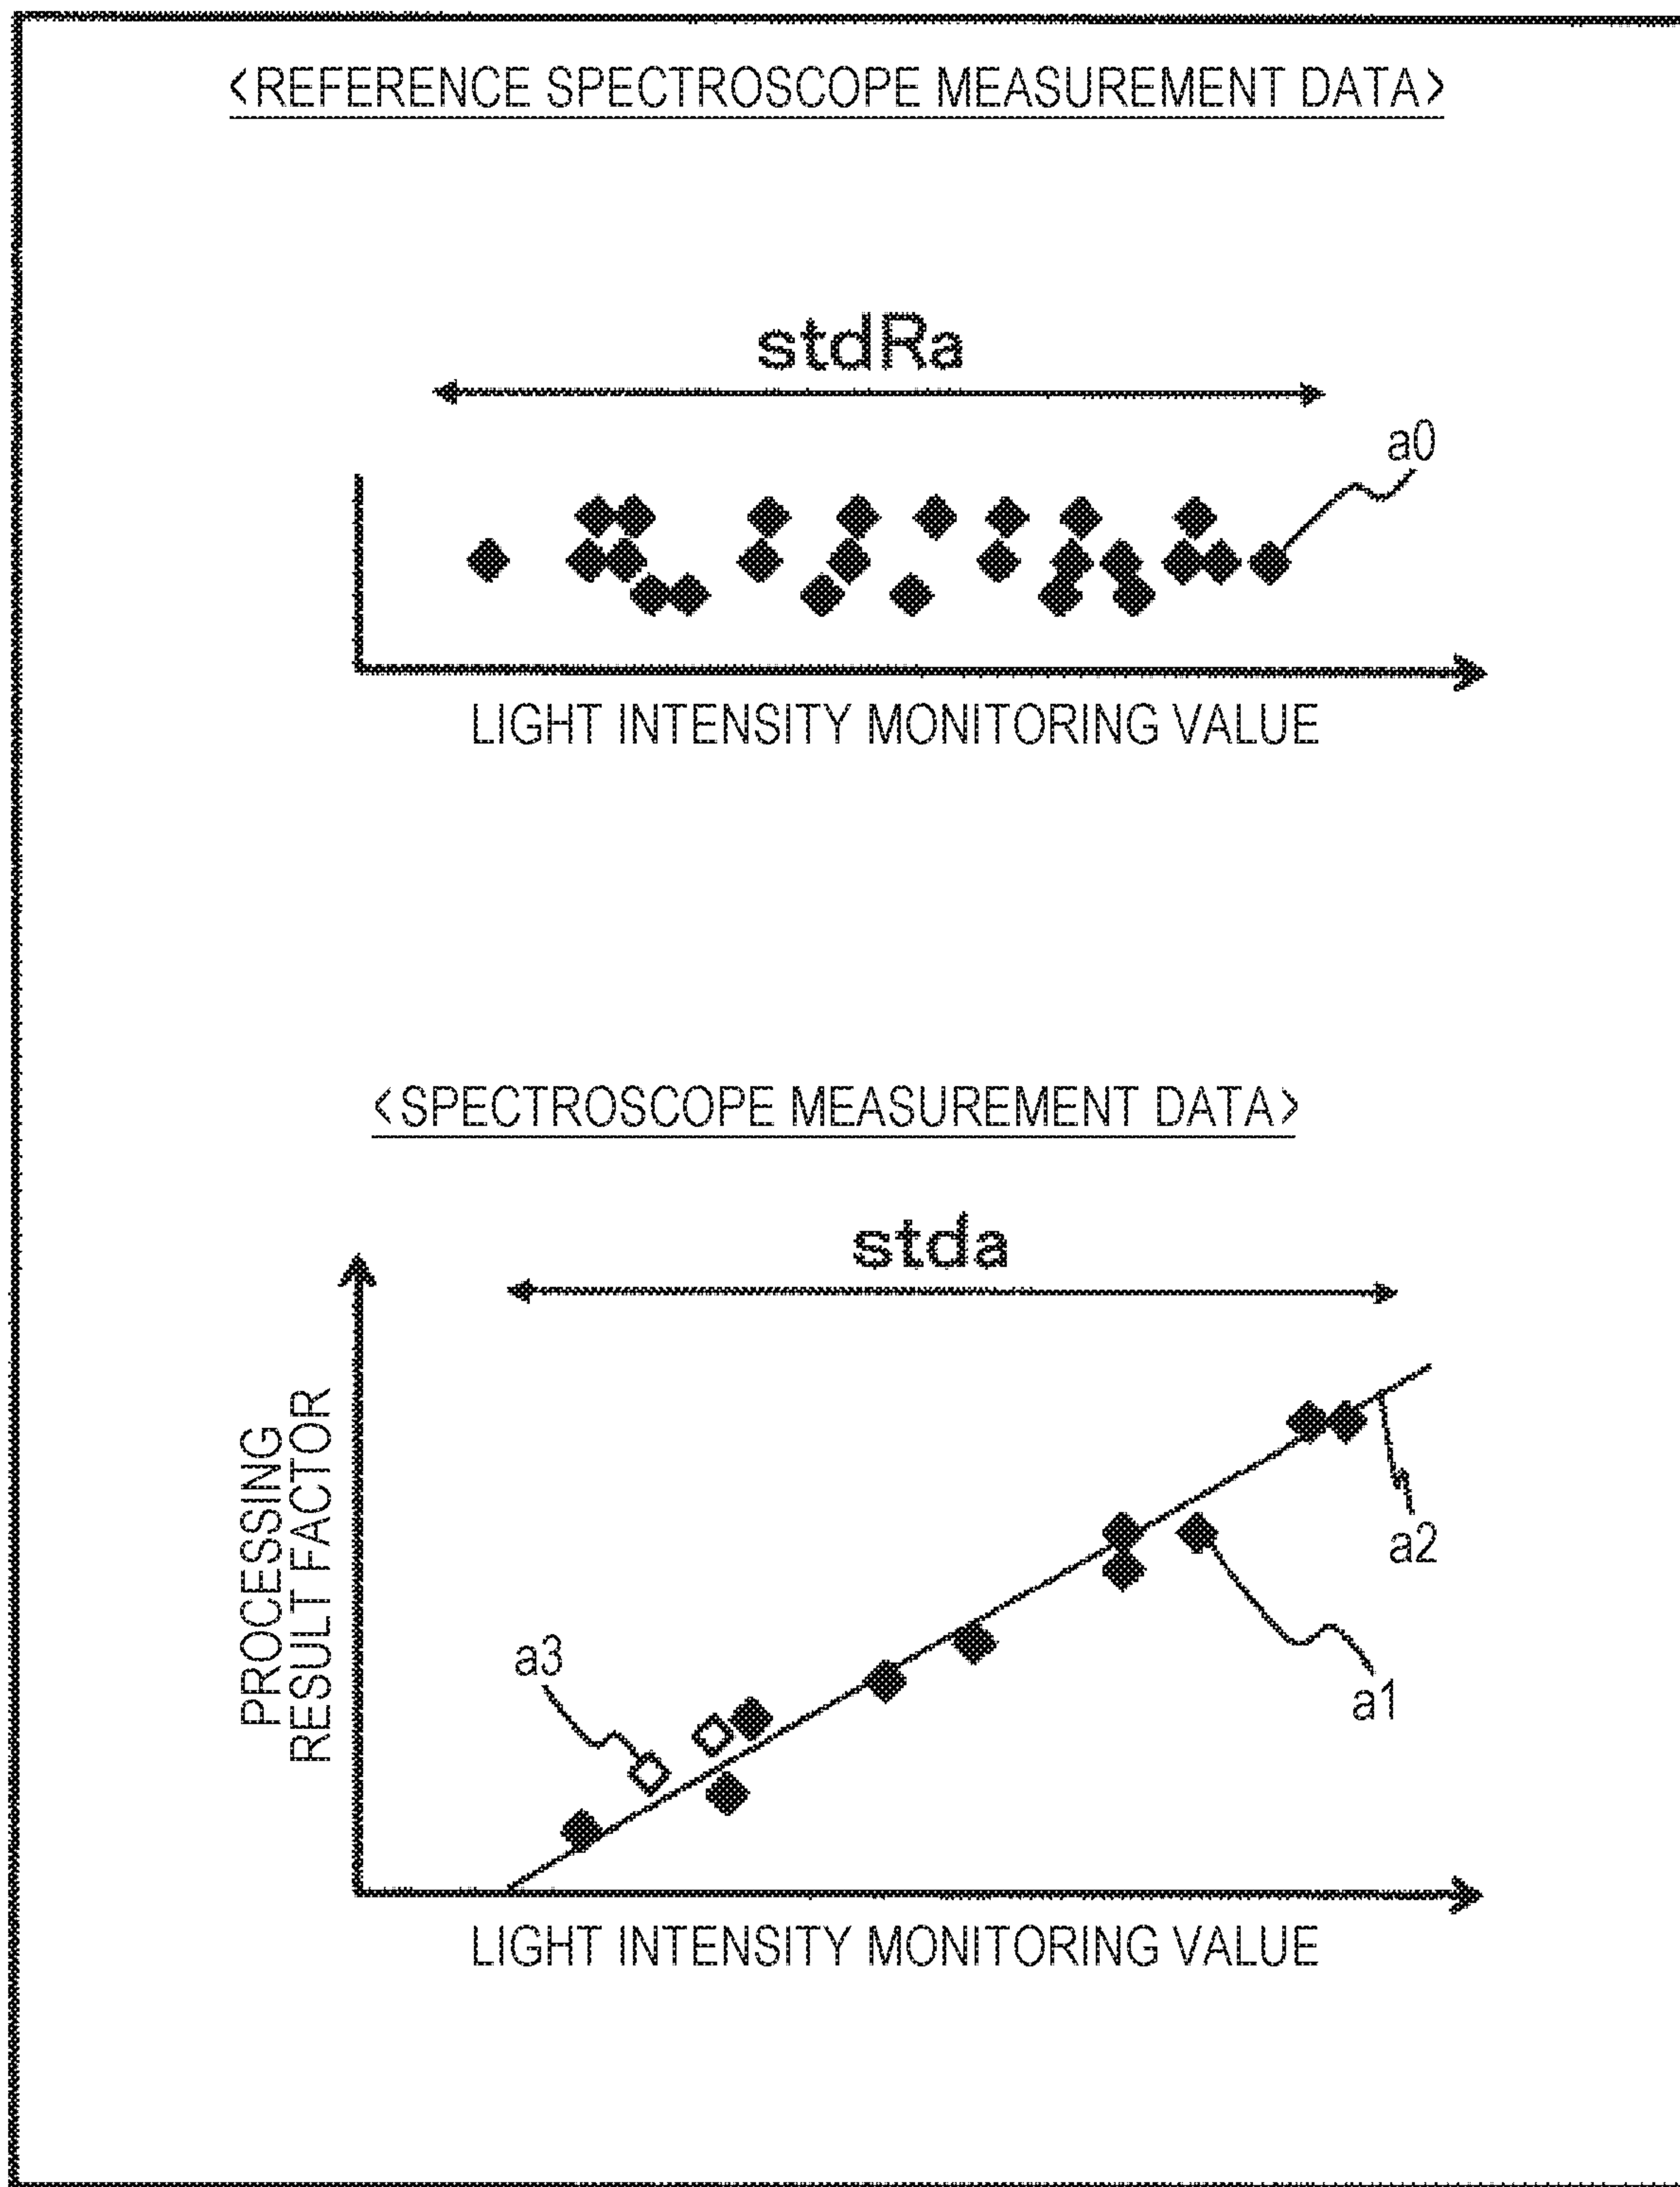 <REFERENCE SPECTROSCOPE MEASUREMENT DATA>
stdRa
a0
LIGHT INTENSITY MONITORING VALUE
<SPECTROSCOPE MEASUREMENT DATA>
stda
PROCESSING
RESULT FACTOR
a2
a3
a1
LIGHT INTENSITY MONITORING VALUE